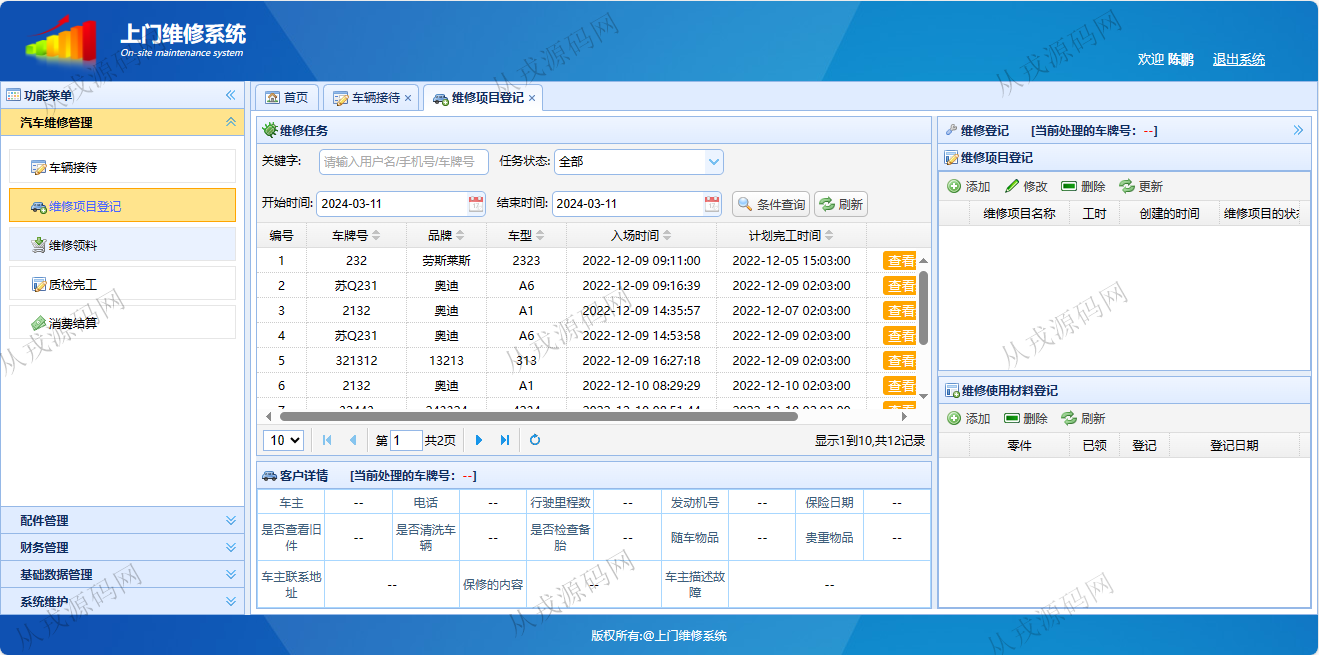 上门维修系统
On-site maintenance system
欢迎 陈鹏 退出系统
功能菜单
汽车维修管理
车辆接待
维修项目登记
维修领料
质检完工
消费结算
配件管理
财务管理
基础数据管理
系统维护
首页 车辆接待 × 维修项目登记 ×
维修任务
关键字: 请输入用户名/手机号/车牌号 任务状态: 全部
开始时间: 2024-03-11 结束时间: 2024-03-11 条件查询 刷新
编号 车牌号 品牌 车型 入场时间 计划完工时间
1 232 劳斯莱斯 2323 2022-12-09 09:11:00 2022-12-05 15:03:00 查看
2 苏Q231 奥迪 A6 2022-12-09 09:16:39 2022-12-09 02:03:00 查看
3 2132 奥迪 A1 2022-12-09 14:35:57 2022-12-07 02:03:00 查看
4 苏Q231 奥迪 A6 2022-12-09 14:53:58 2022-12-09 02:03:00 查看
5 321312 13213 313 2022-12-09 16:27:18 2022-12-09 02:03:00 查看
6 2132 奥迪 A1 2022-12-10 08:29:29 2022-12-10 02:03:00 查看
10 第 1 共2页 显示1到10,共12记录
客户详情 [当前处理的车牌号: --]
车主 -- 电话 -- 行驶里程数 -- 发动机号 -- 保险日期 --
是否查看旧件 -- 是否清洗车辆 -- 是否检查备胎 -- 随车物品 -- 贵重物品 --
车主联系地址 -- 保修的内容 -- 车主描述故障 --
维修登记 [当前处理的车牌号: --]
维修项目登记
添加 修改 删除 更新
维修项目名称 工时 创建的时间 维修项目的状
维修使用材料登记
添加 删除 刷新
零件 已领 登记 登记日期
版权所有:@上门维修系统
从戎源码网
从戎源码网
从戎源码网
从戎源码网
从戎源码网
从戎源码网
从戎源码网
从戎源码网
从戎源码网